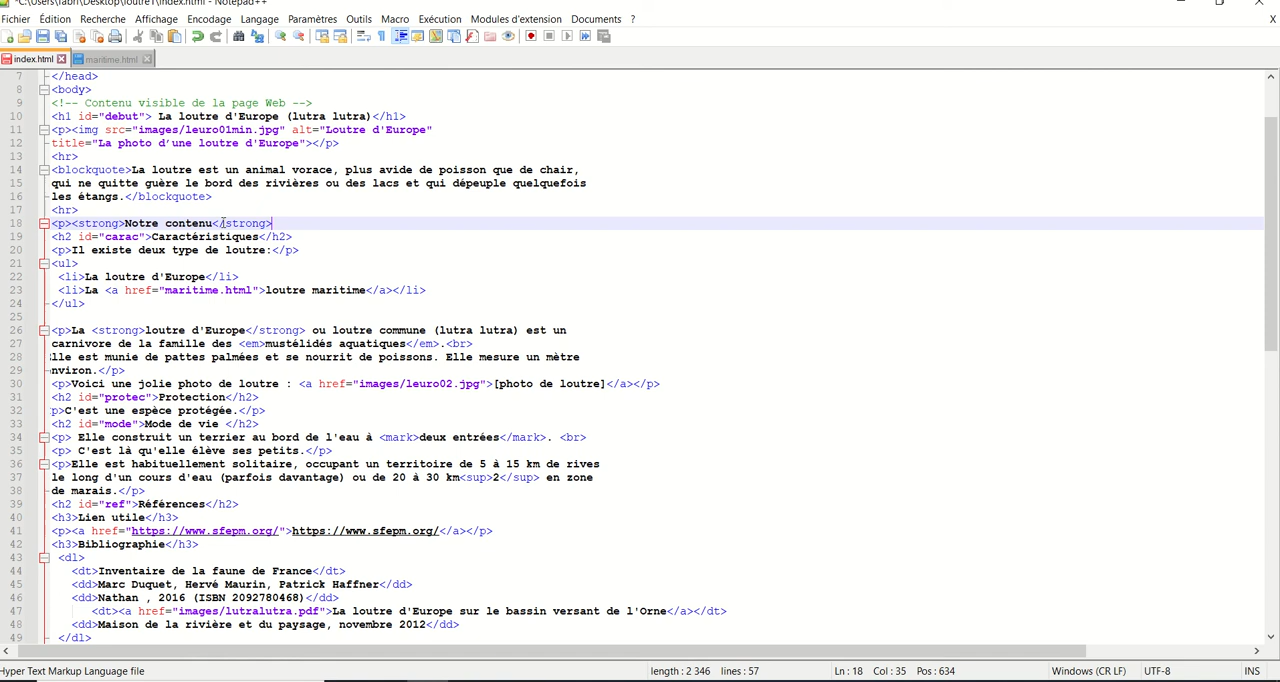 *C:\Users\fabri\Desktop\loutre1\index.html - Notepad++
Fichier Édition Recherche Affichage Encodage Langage Paramètres Outils Macro Exécution Modules d'extension Documents ? X
index.html maritime.html
7 </head>
8 <body>
9 <!-- Contenu visible de la page Web -->
10 <h1 id="debut"> La loutre d'Europe (lutra lutra)</h1>
11 <p><img src="images/leuro01min.jpg" alt="Loutre d'Europe"
12 title="La photo d'une loutre d'Europe"></p>
13 <hr>
14 <blockquote>La loutre est un animal vorace, plus avide de poisson que de chair,
15 qui ne quitte guère le bord des rivières ou des lacs et qui dépeuple quelquefois
16 les étangs.</blockquote>
17 <hr>
18 <p><strong>Notre contenu</strong>
19 <h2 id="carac">Caractéristiques</h2>
20 <p>Il existe deux type de loutre:</p>
21 <ul>
22 <li>La loutre d'Europe</li>
23 <li>La <a href="maritime.html">loutre maritime</a></li>
24 </ul>
25
26 <p>La <strong>loutre d'Europe</strong> ou loutre commune (lutra lutra) est un
27 carnivore de la famille des <em>mustélidés aquatiques</em>.<br>
28 lle est munie de pattes palmées et se nourrit de poissons. Elle mesure un mètre
29 nviron.</p>
30 <p>Voici une jolie photo de loutre : <a href="images/leuro02.jpg">[photo de loutre]</a></p>
31 <h2 id="protec">Protection</h2>
32 p>C'est une espèce protégée.</p>
33 <h2 id="mode">Mode de vie </h2>
34 <p> Elle construit un terrier au bord de l'eau à <mark>deux entrées</mark>. <br>
35 <p> C'est là qu'elle élève ses petits.</p>
36 <p>Elle est habituellement solitaire, occupant un territoire de 5 à 15 km de rives
37 le long d'un cours d'eau (parfois davantage) ou de 20 à 30 km<sup>2</sup> en zone
38 de marais.</p>
39 <h2 id="ref">Références</h2>
40 <h3>Lien utile</h3>
41 <p><a href="https://www.sfepm.org/">https://www.sfepm.org/</a></p>
42 <h3>Bibliographie</h3>
43 <dl>
44 <dt>Inventaire de la faune de France</dt>
45 <dd>Marc Duquet, Hervé Maurin, Patrick Haffner</dd>
46 <dd>Nathan , 2016 (ISBN 2092780468)</dd>
47 <dt><a href="images/lutralutra.pdf">La loutre d'Europe sur le bassin versant de l'Orne</a></dt>
48 <dd>Maison de la rivière et du paysage, novembre 2012</dd>
49 </dl>
Hyper Text Markup Language file length : 2 346 lines : 57 Ln : 18 Col : 35 Pos : 634 Windows (CR LF) UTF-8 INS